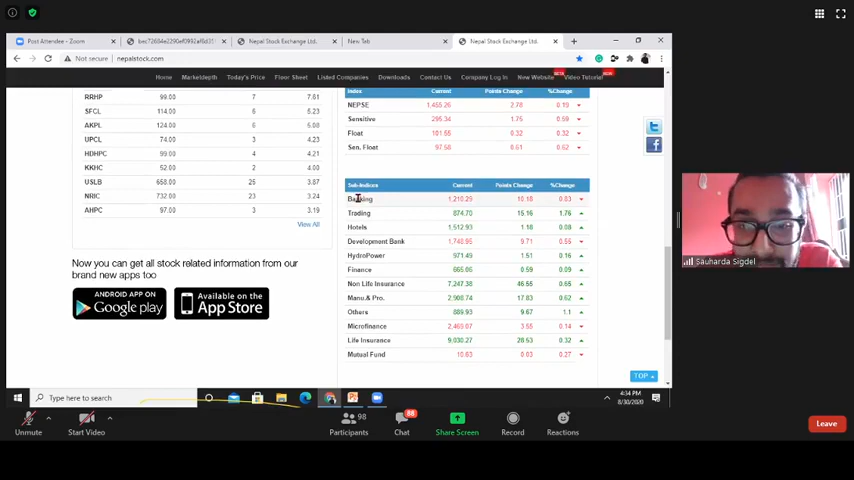 Post Attendee - Zoom
Nepal Stock Exchange Ltd.
New Tab
Nepal Stock Exchange Ltd.
Not secure | nepalstock.com
Home Marketdepth Today's Price Floor Sheet Listed Companies Downloads Contact Us Company Log In New Website BETA Video Tutorial
RRHP 99.00 7 7.61
SFCL 114.00 6 5.23
AKPL 124.00 6 5.08
UPCL 74.00 3 4.23
HDHPC 99.00 4 4.21
KKHC 52.00 2 4.00
USLB 658.00 25 3.87
NRIC 732.00 23 3.24
AHPC 97.00 3 3.19
View All
Now you can get all stock related information from our
brand new apps too
ANDROID APP ON
Google play
Available on the
App Store
Index Current Points Change %Change
NEPSE 1,455.26 2.78 0.19
Sensitive 295.34 1.75 0.59
Float 101.55 0.32 0.32
Sen. Float 97.58 0.61 0.62
Sub-Indices Current Points Change %Change
Banking 1,210.29 10.18 0.83
Trading 874.70 15.16 1.76
Hotels 1,512.93 1.18 0.08
Development Bank 1,748.95 9.71 0.55
HydroPower 971.49 1.51 0.16
Finance 665.06 0.59 0.09
Non Life Insurance 7,247.38 46.55 0.65
Manu.& Pro. 2,908.74 17.83 0.62
Others 889.93 9.67 1.1
Microfinance 3.55 0.14
Life Insurance 9,030.27 28.53 0.32
Mutual Fund 10.83 0.03 0.27
TOP
Type here to search
4:34 PM
8/30/2020
Sauharda Sigdel
Unmute
Start Video
98
Participants
88
Chat
Share Screen
Record
Reactions
Leave